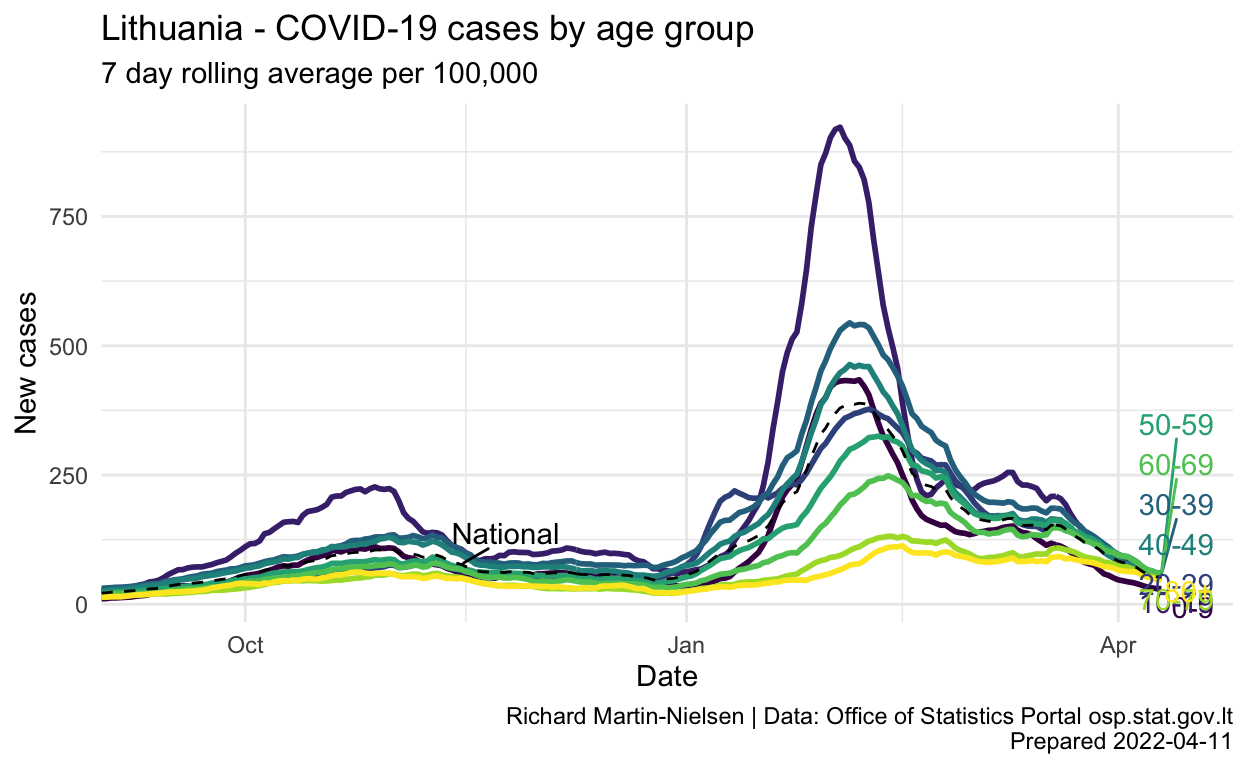 Lithuania - COVID-19 cases by age group
7 day rolling average per 100,000
New cases
750
500
250
0
National
50-59
60-69
30-39
40-49
0-9
Oct
Jan
Apr
Date
Richard Martin-Nielsen | Data: Office of Statistics Portal osp.stat.gov.lt
Prepared 2022-04-11